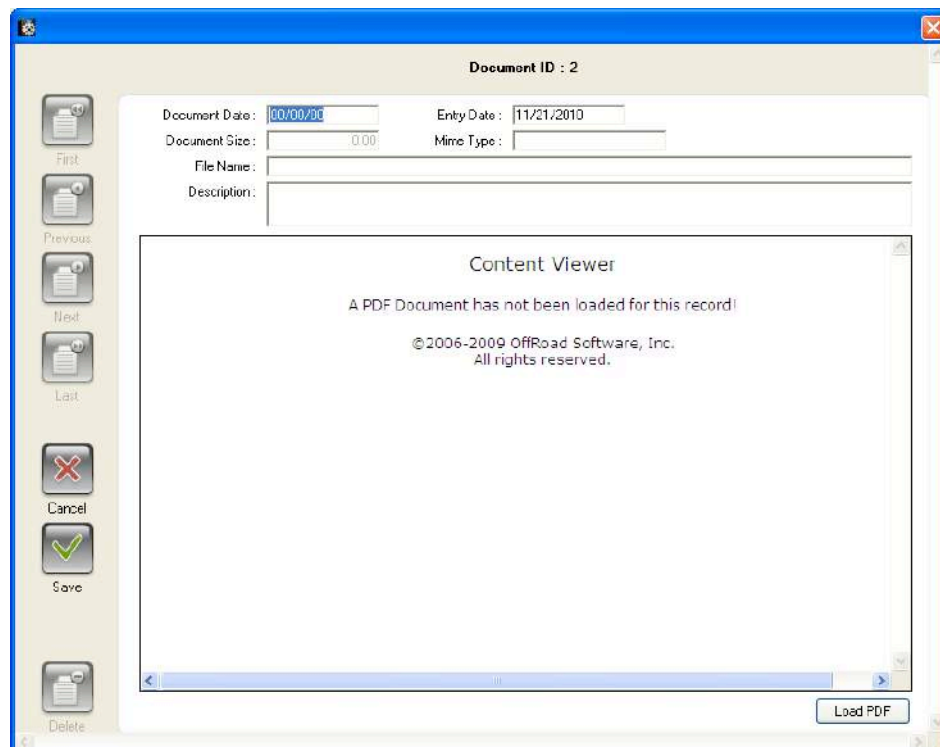 Document ID : 2
Document Date : 00/00/00 Entry Date : 11/21/2010
Document Size : 0.00 Mime Type :
File Name :
Description :
First
Previous
Next
Last
Cancel
Save
Delete
Content Viewer
A PDF Document has not been loaded for this record!
©2006-2009 OffRoad Software, Inc.
All rights reserved.
Load PDF